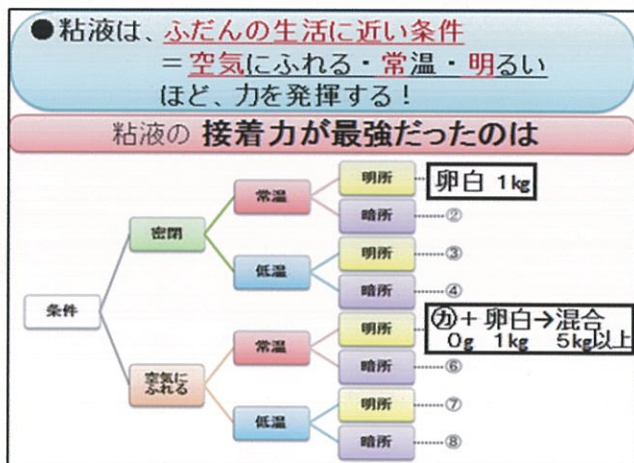 ●粘液は、ふだんの生活に近い条件
＝空気にふれる・常温・明るい
ほど、力を発揮する！
粘液の 接着力が最強だったのは
条件
密閉
常温
明所
卵白 1kg
暗所
②
低温
明所
③
暗所
④
空気に
ふれる
常温
明所
㋕＋卵白→混合
0g 1kg 5kg以上
暗所
⑥
低温
明所
⑦
暗所
⑧